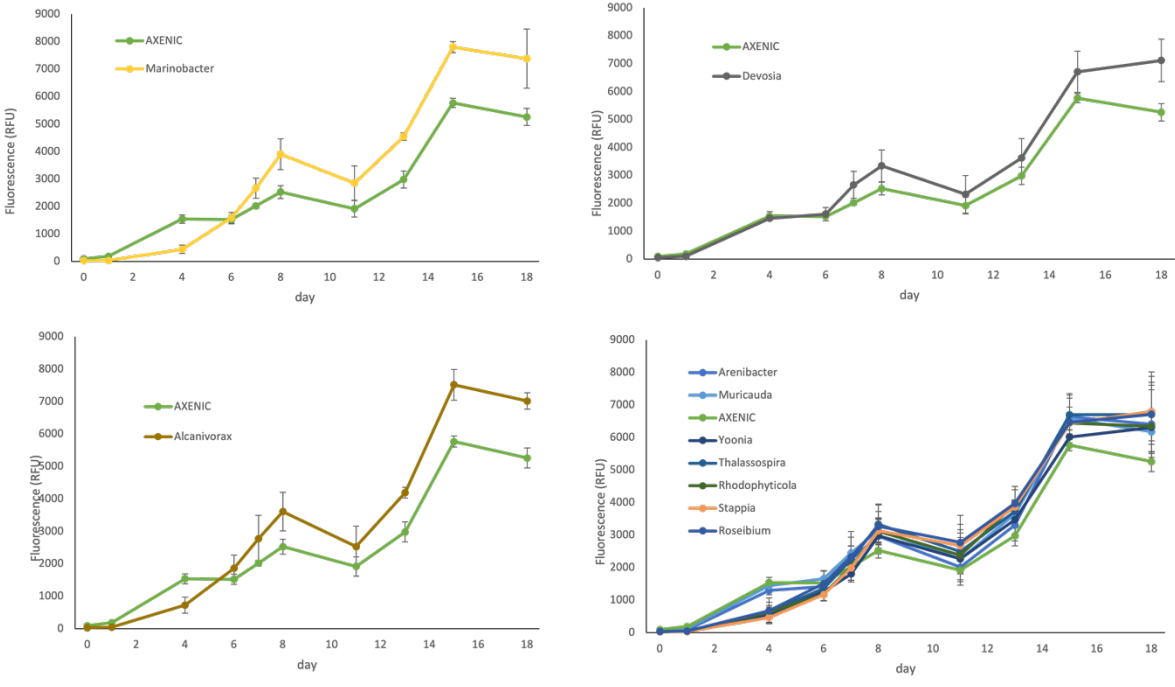 9000
8000
7000
6000
5000
4000
3000
2000
1000
0
Fluorescence (RFU)
AXENIC
Marinobacter
0 2 4 6 8 10 12 14 16 18
day
9000
8000
7000
6000
5000
4000
3000
2000
1000
0
Fluorescence (RFU)
AXENIC
Devosia
0 2 4 6 8 10 12 14 16 18
day
9000
8000
7000
6000
5000
4000
3000
2000
1000
0
Fluorescence (RFU)
AXENIC
Alcanivorax
0 2 4 6 8 10 12 14 16 18
day
9000
8000
7000
6000
5000
4000
3000
2000
1000
0
Fluorescence (RFU)
Arenibacter
Muricauda
AXENIC
Yoonia
Thalassospira
Rhodophyticola
Stappia
Roseibium
0 2 4 6 8 10 12 14 16 18
day